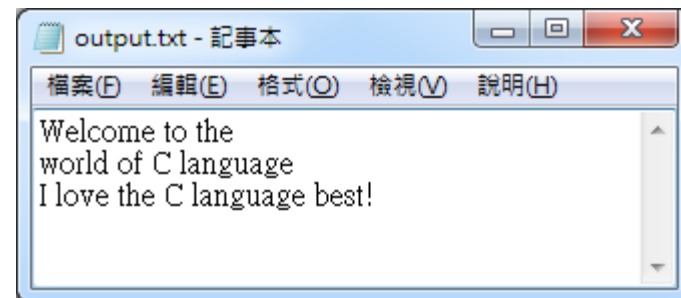 output.txt - 記事本
檔案(F) 編輯(E) 格式(O) 檢視(V) 說明(H)
Welcome to the
world of C language
I love the C language best!